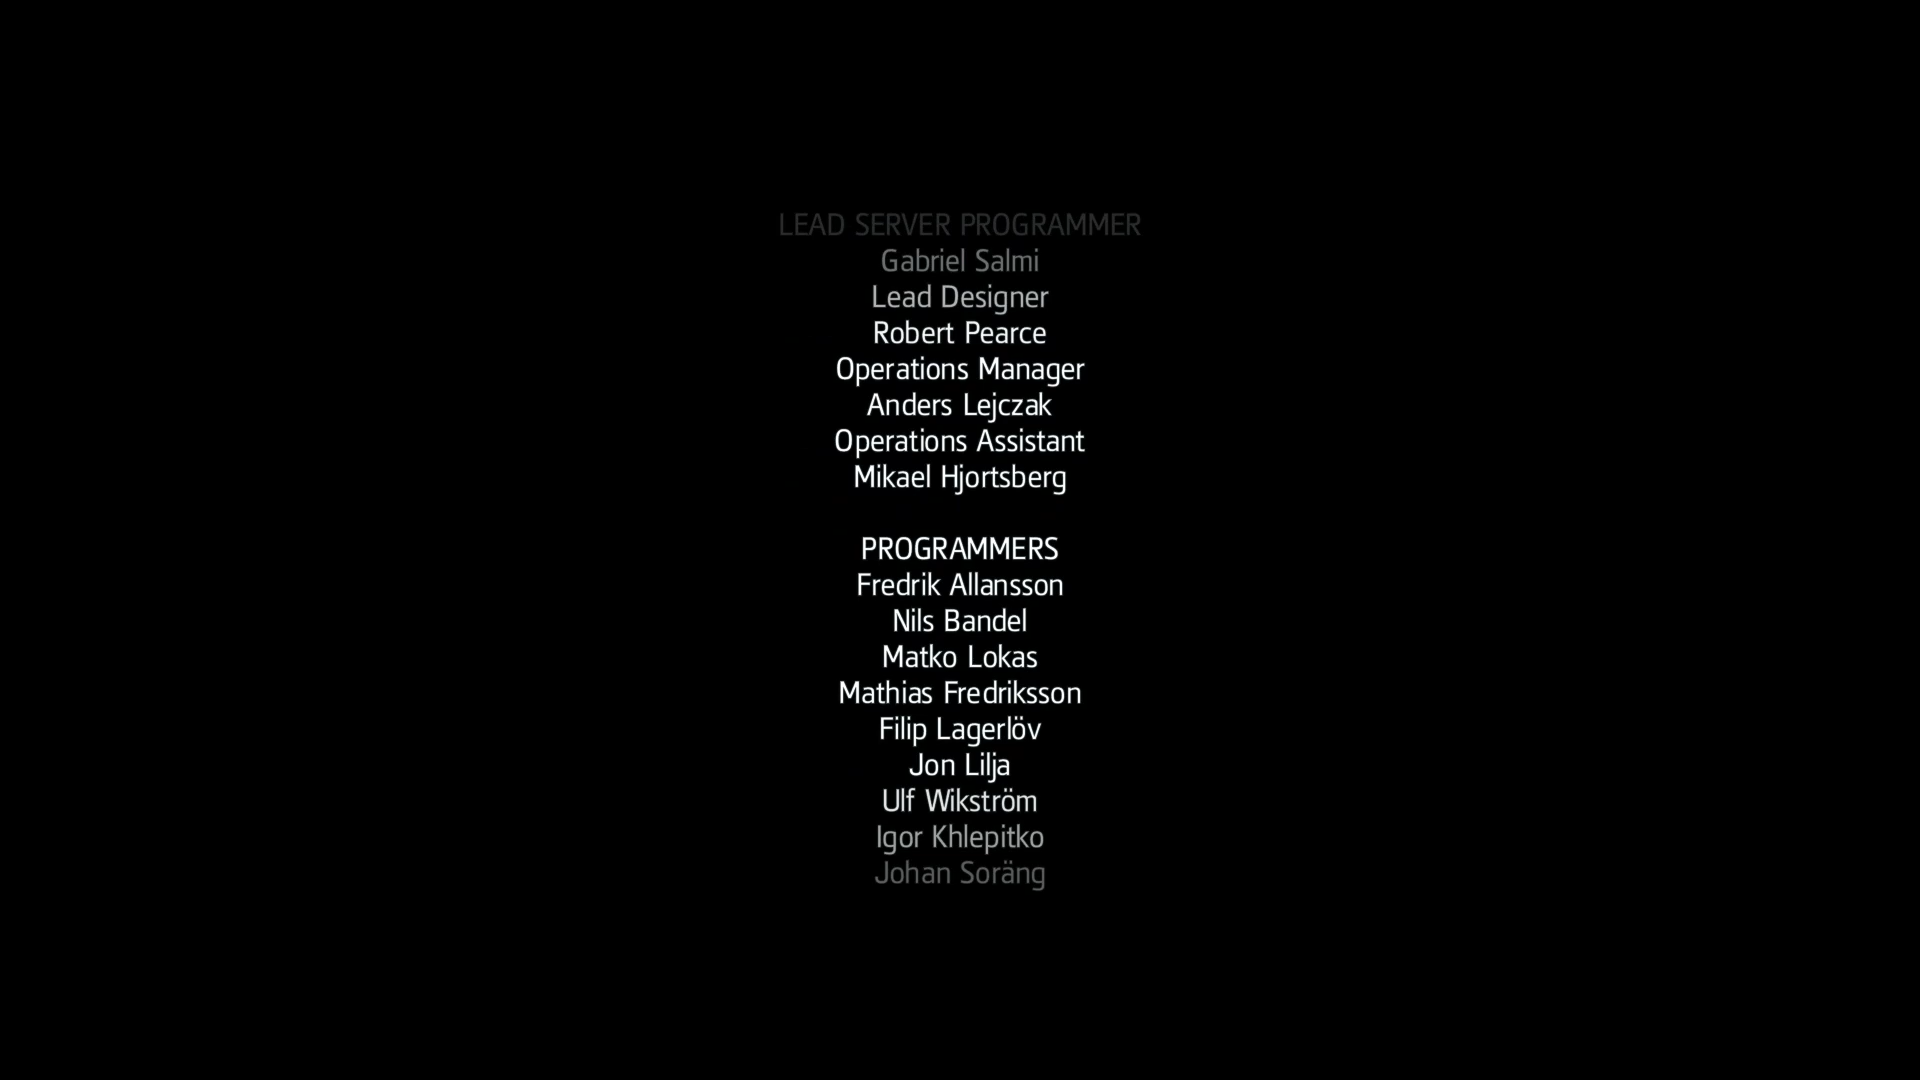 LEAD SERVER PROGRAMMER
Gabriel Salmi
Lead Designer
Robert Pearce
Operations Manager
Anders Lejczak
Operations Assistant
Mikael Hjortsberg
PROGRAMMERS
Fredrik Allansson
Nils Bandel
Matko Lokas
Mathias Fredriksson
Filip Lagerlöv
Jon Lilja
Ulf Wikström
Igor Khlepitko
Johan Soräng